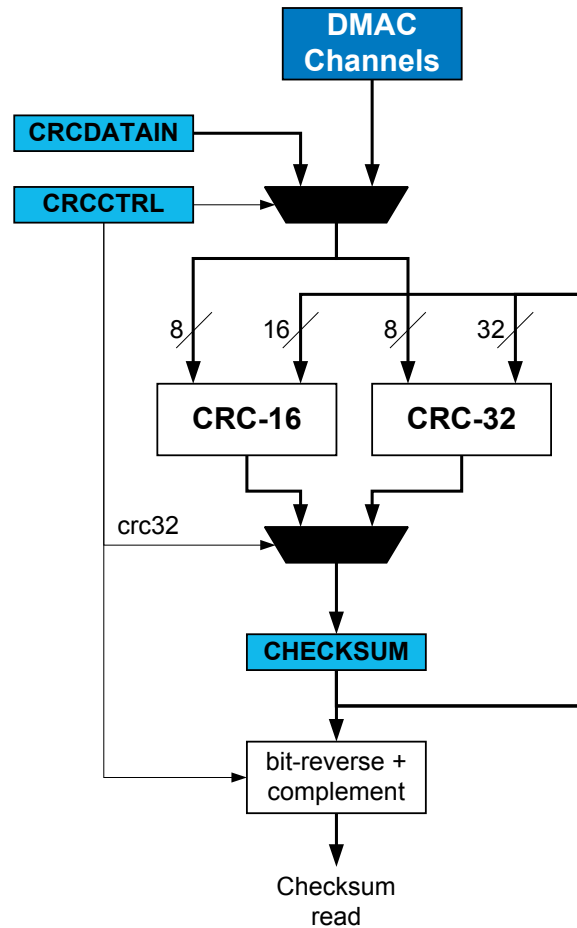 DMAC
Channels
CRCDATAIN
CRCCTRL
8
16
8
32
CRC-16
CRC-32
crc32
CHECKSUM
bit-reverse +
complement
Checksum
read